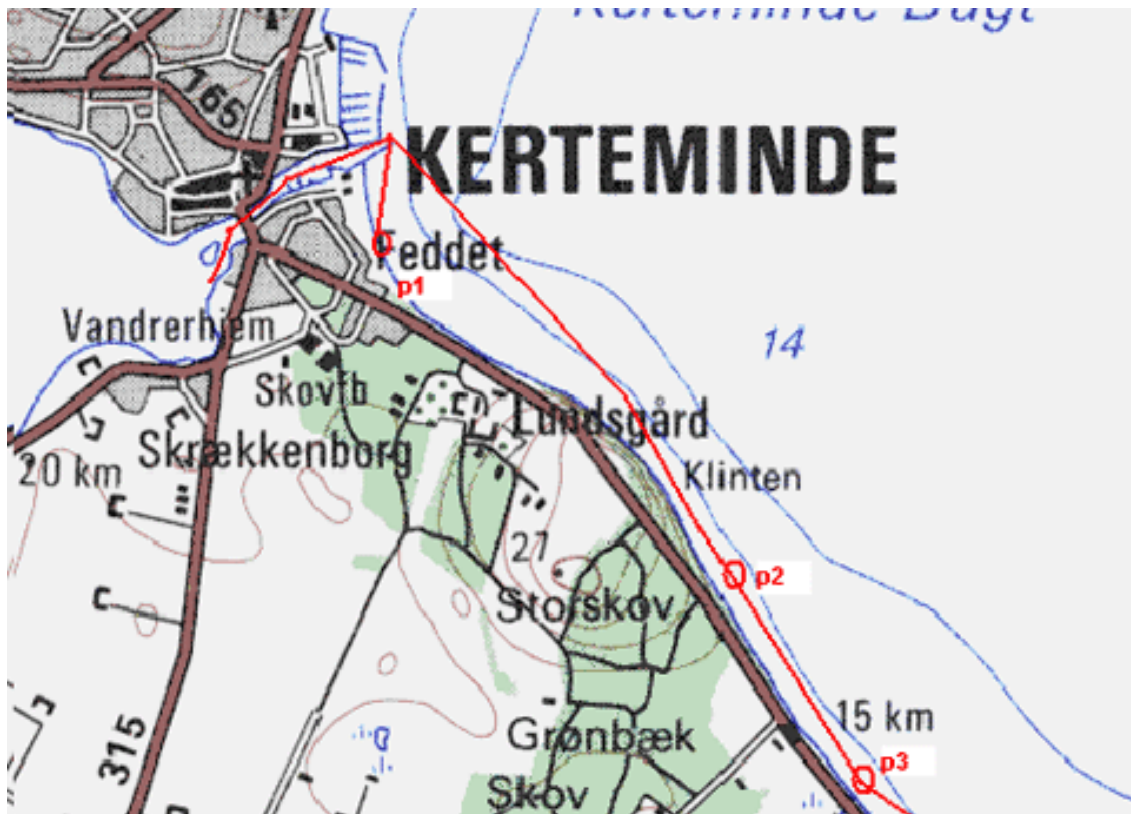 Kerteminde Bugt
165
KERTEMINDE
Feddet
p1
Vandrerhjem
14
Skovfb
Lundsgård
Skrækkenborg
20 km
Klinten
27
p2
Storskov
15 km
315
Grønbæk
p3
Skov